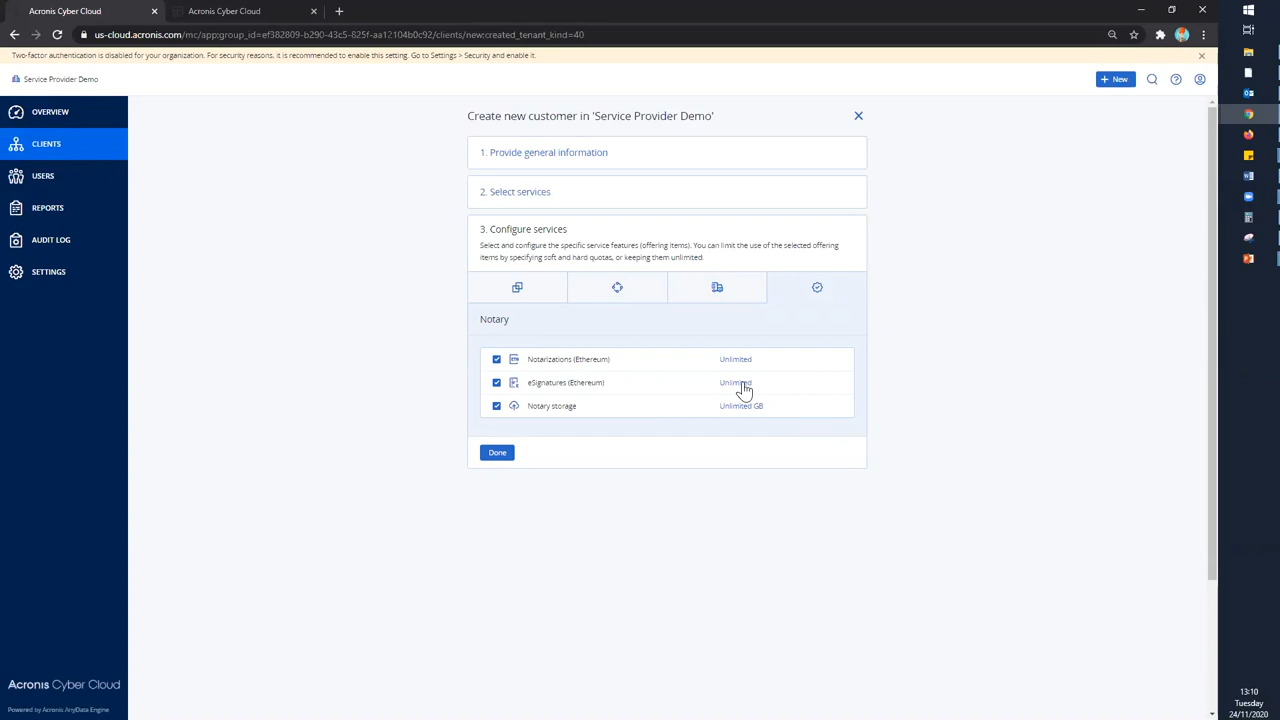 Acronis Cyber Cloud
Acronis Cyber Cloud
us-cloud.acronis.com/mc/app;group_id=ef382809-b290-43c5-825f-aa12104b0c92/clients/new;created_tenant_kind=40
Two-factor authentication is disabled for your organization. For security reasons, it is recommended to enable this setting. Go to Settings > Security and enable it.
Service Provider Demo
New
OVERVIEW
CLIENTS
USERS
REPORTS
AUDIT LOG
SETTINGS
Create new customer in 'Service Provider Demo'
1. Provide general information
2. Select services
3. Configure services
Select and configure the specific service features (offering items). You can limit the use of the selected offering
items by specifying soft and hard quotas, or keeping them unlimited.
Notary
Notarizations (Ethereum) Unlimited
eSignatures (Ethereum) Unlimited
Notary storage Unlimited GB
Done
Acronis Cyber Cloud
Powered by Acronis AnyData Engine
13:10
Tuesday
24/11/2020